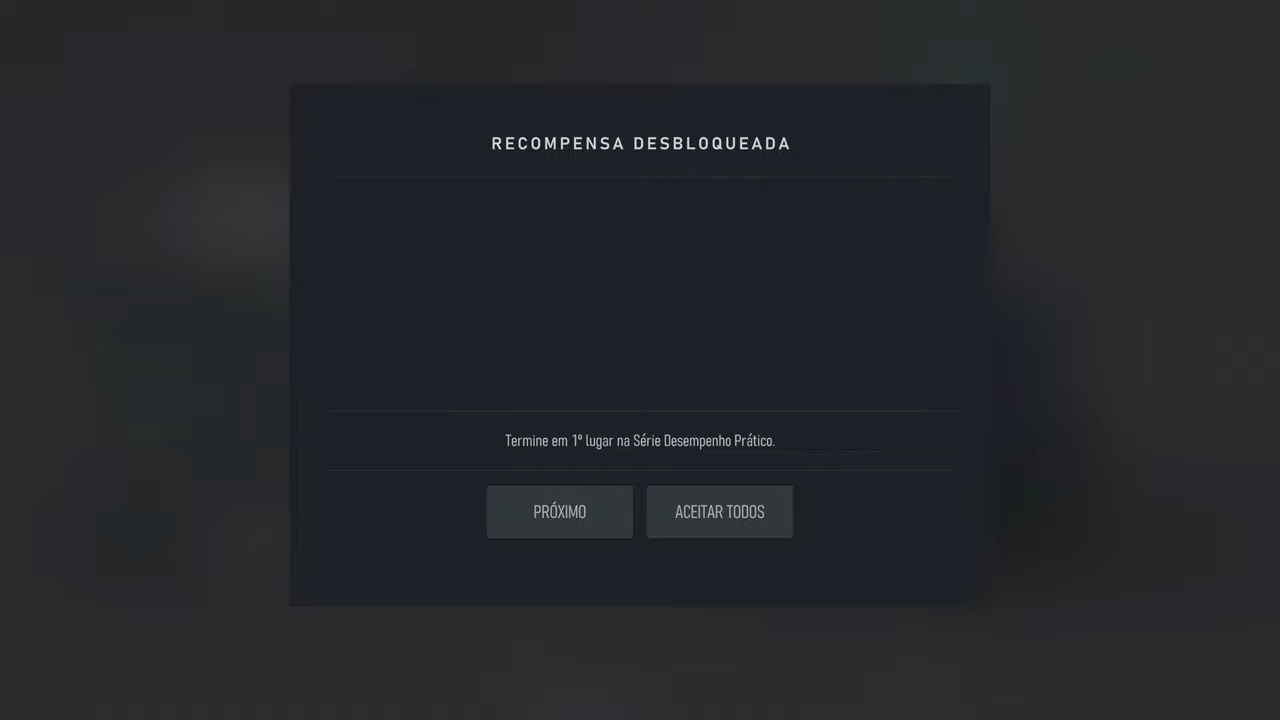 RECOMPENSA DESBLOQUEADA
Termine em 1º lugar na Série Desempenho Prático.
PRÓXIMO
ACEITAR TODOS